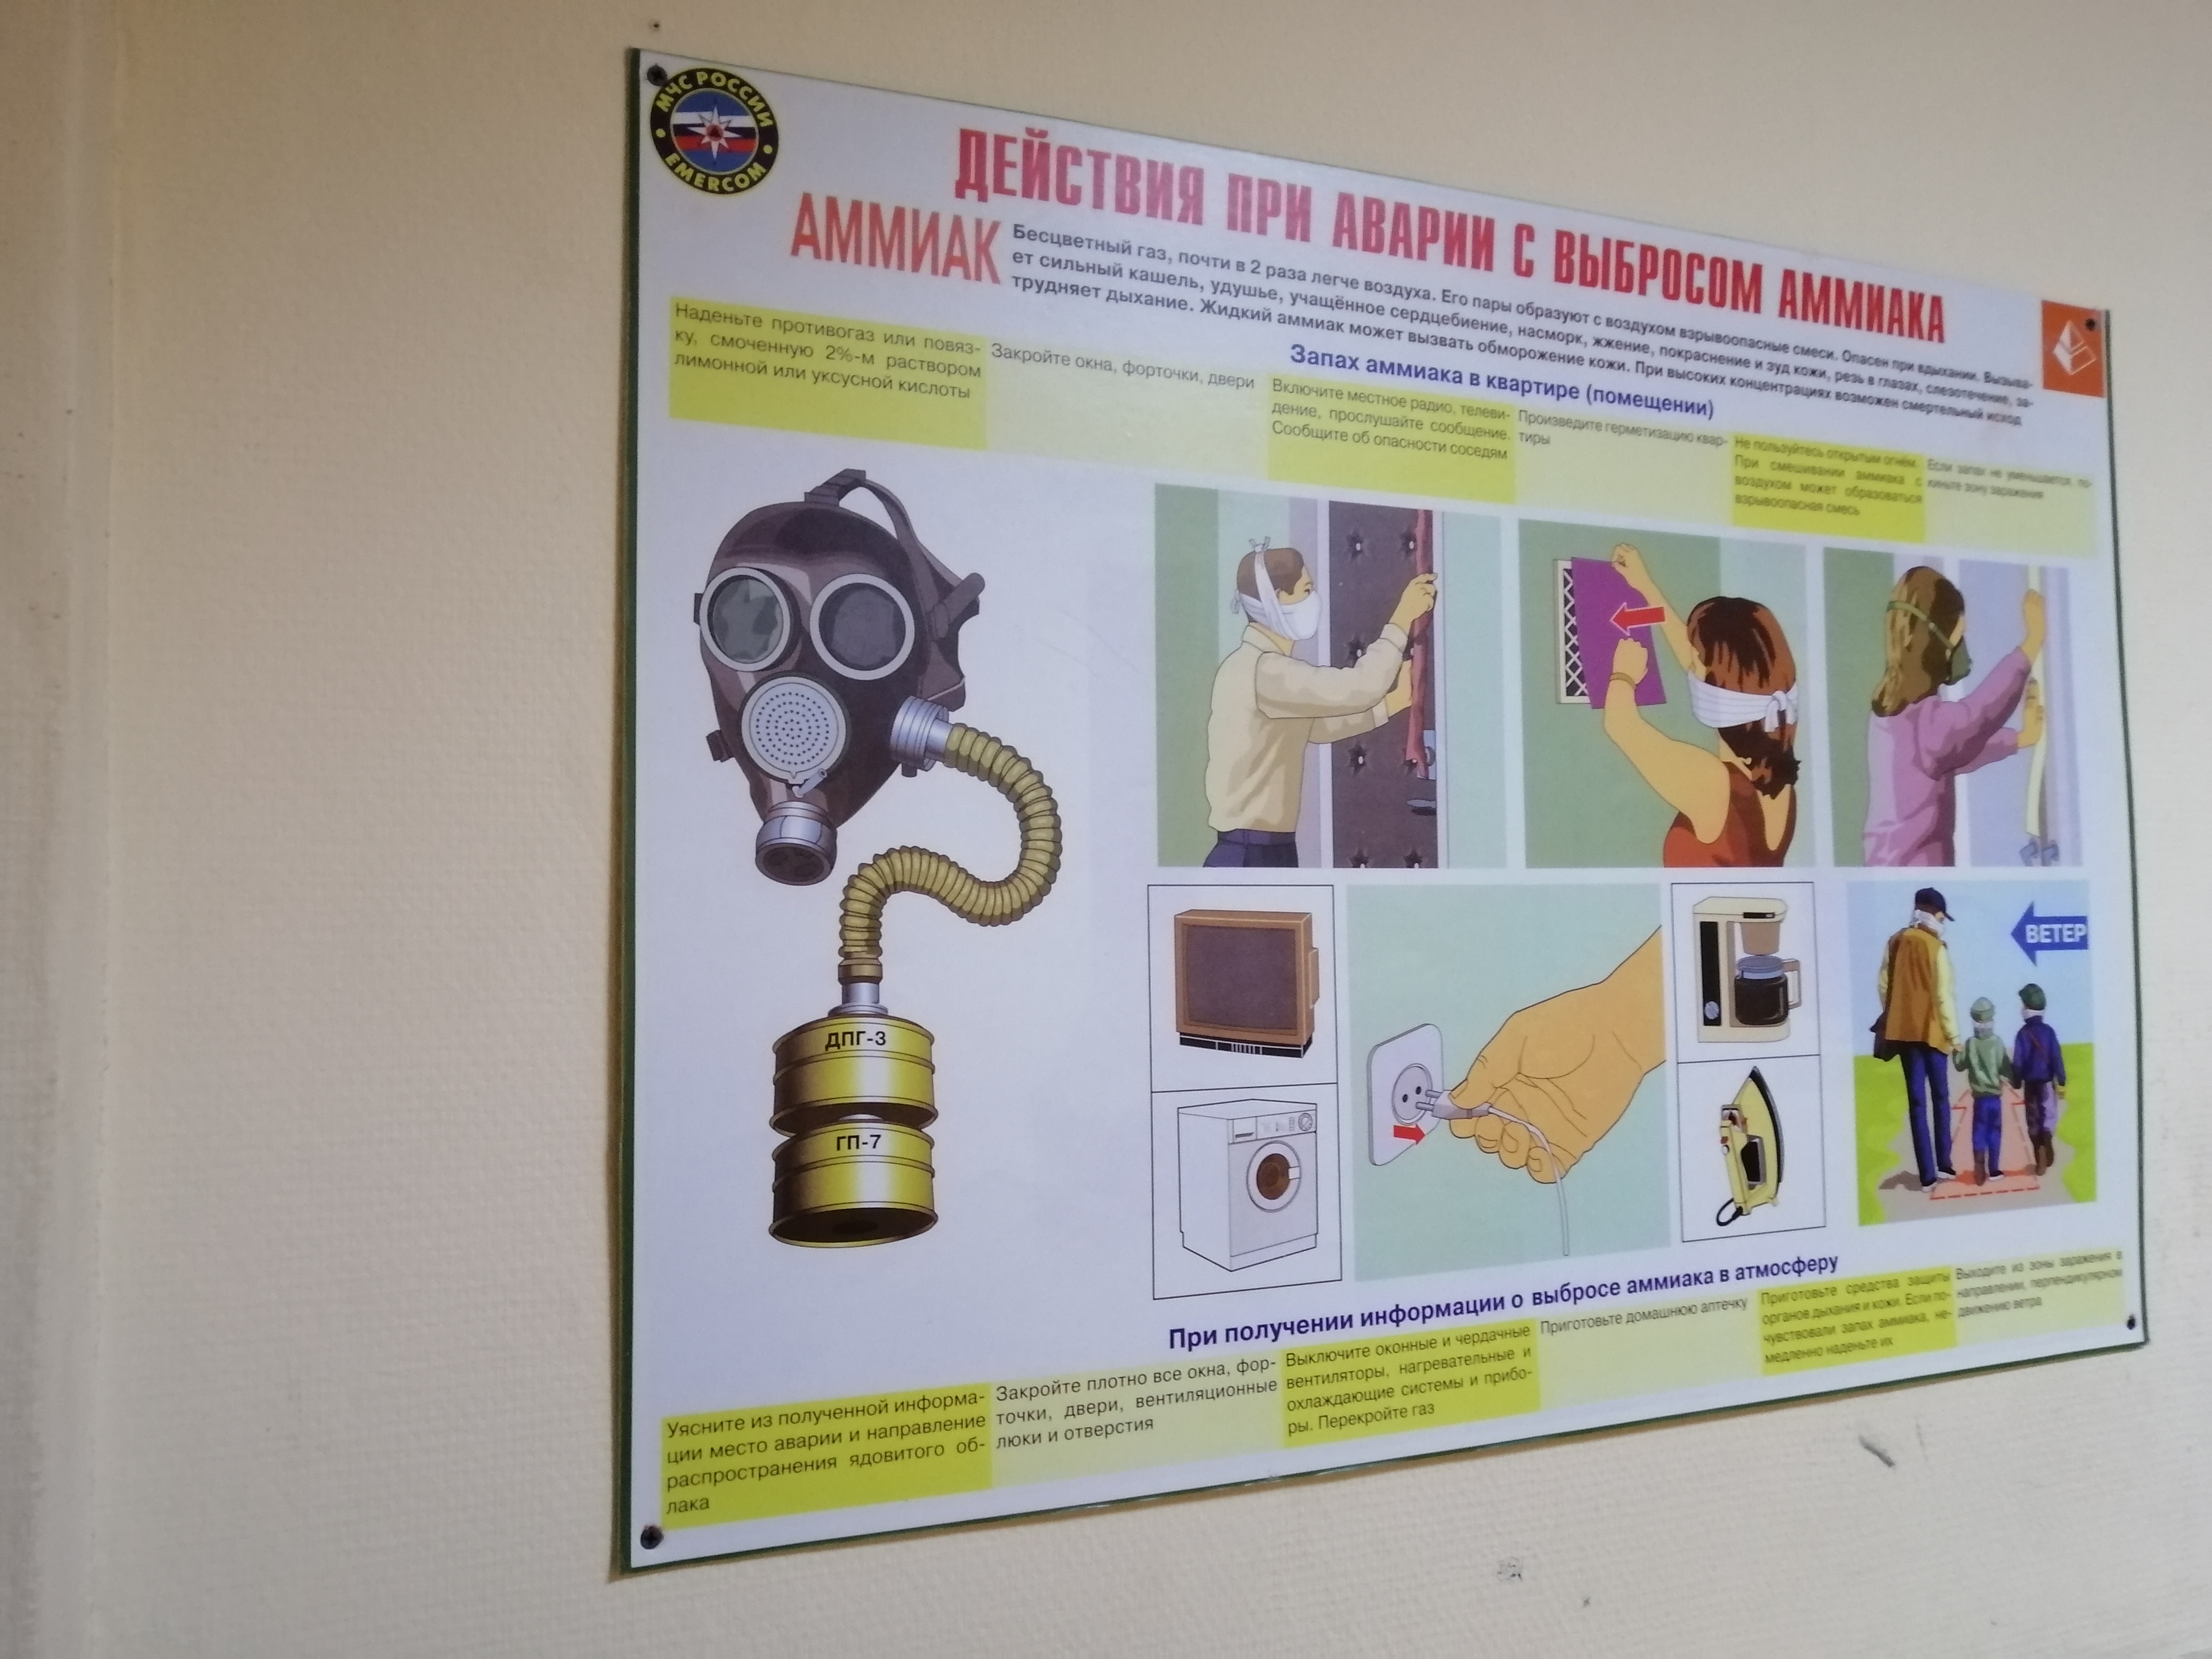 МЧС РОССИИ
EMERCOM
ДЕЙСТВИЯ ПРИ АВАРИИ С ВЫБРОСОМ АММИАКА
АММИАК
Бесцветный газ, почти в 2 раза легче воздуха. Его пары образуют с воздухом взрывоопасные смеси. Опасен при вдыхании. Вызыва-
ет сильный кашель, удушье, учащённое сердцебиение, насморк, жжение, покраснение и зуд кожи, резь в глазах, слезотечение, за-
трудняет дыхание. Жидкий аммиак может вызвать обморожение кожи. При высоких концентрациях возможен смертельный исход
Запах аммиака в квартире (помещении)
Наденьте противогаз или повяз-
ку, смоченную 2%-м раствором
лимонной или уксусной кислоты
Закройте окна, форточки, двери
Включите местное радио, телеви-
дение, прослушайте сообщение.
Сообщите об опасности соседям
Произведите герметизацию квар-
тиры
Не пользуйтесь открытым огнём.
При смешивании аммиака с
воздухом может образоваться
взрывоопасная смесь
Если запах не уменьшается, по-
киньте зону заражения
ВЕТЕР
ДПГ-3
ГП-7
При получении информации о выбросе аммиака в атмосферу
Уясните из полученной информа-
ции место аварии и направление
распространения ядовитого об-
лака
Закройте плотно все окна, фор-
точки, двери, вентиляционные
люки и отверстия
Выключите оконные и чердачные
вентиляторы, нагревательные и
охлаждающие системы и прибо-
ры. Перекройте газ
Приготовьте домашнюю аптечку
Приготовьте средства защиты
органов дыхания и кожи. Если по-
чувствовали запах аммиака, не-
медленно наденьте их
Выходите из зоны заражения в
направлении, перпендикулярном
движению ветра